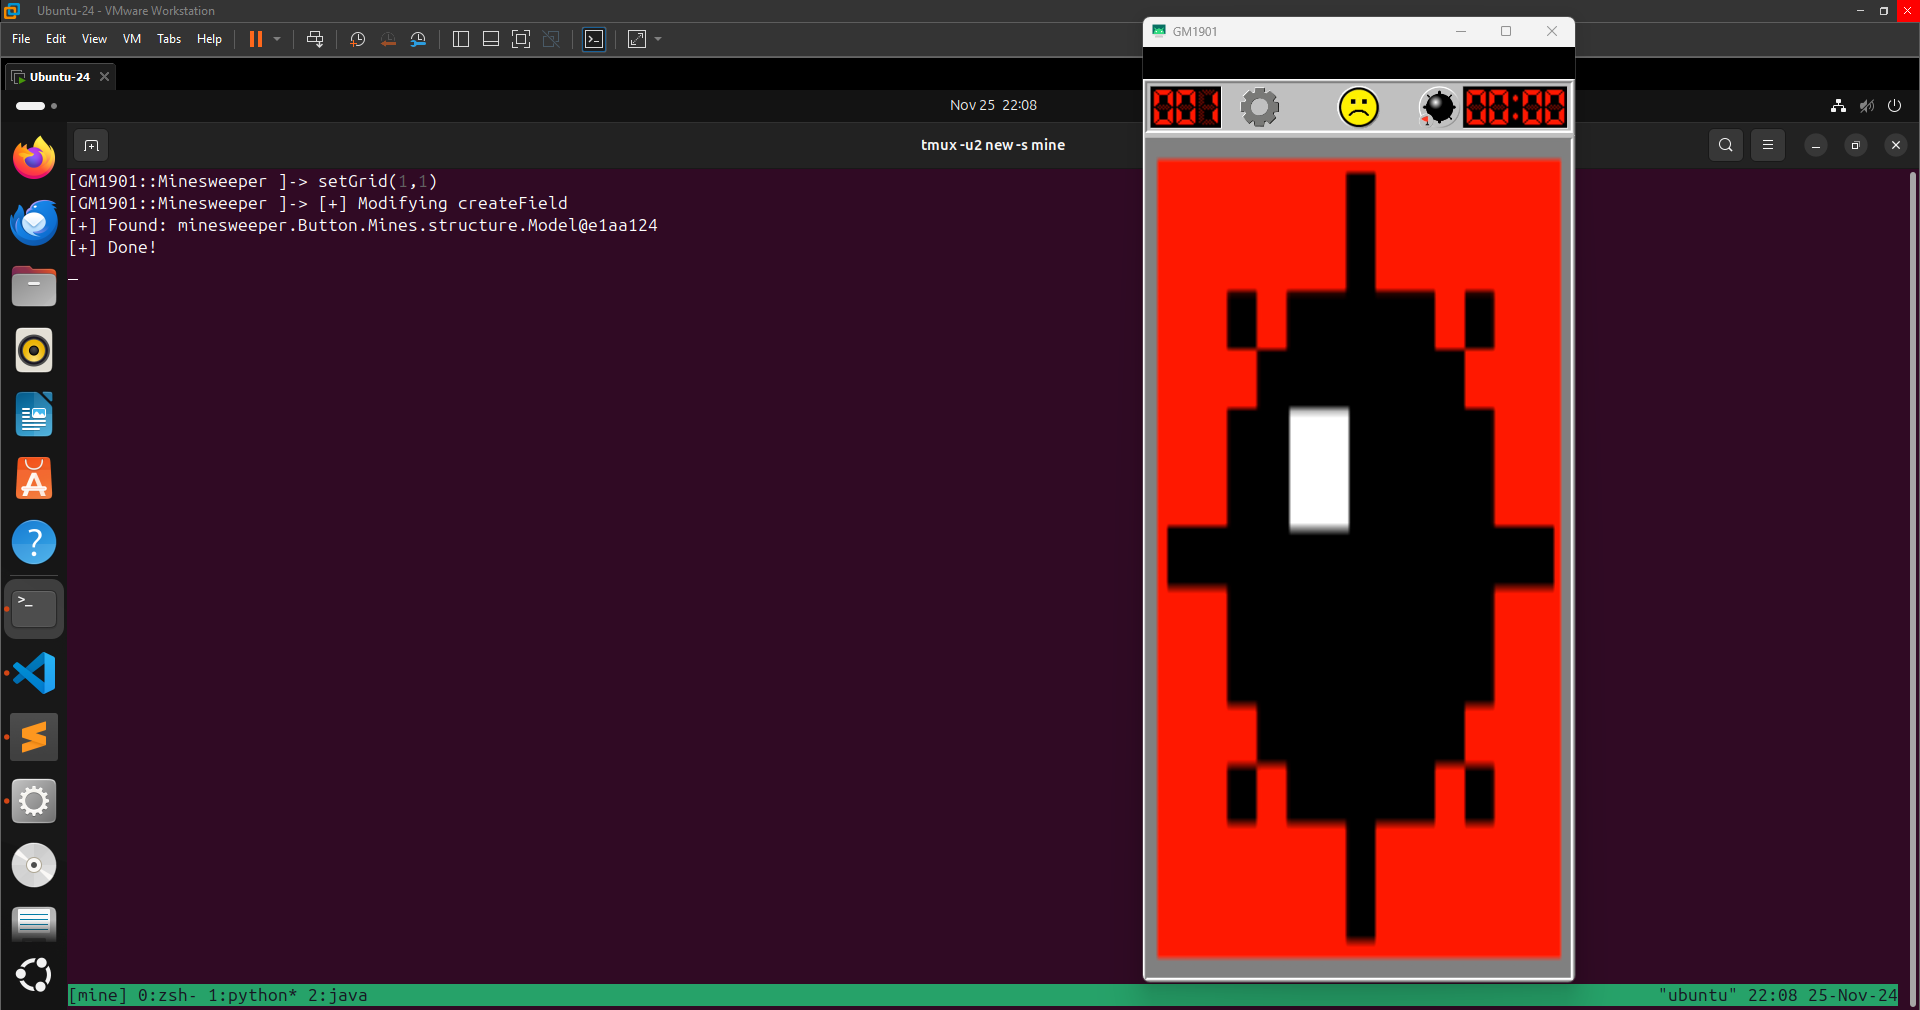 Ubuntu-24 - VMware Workstation
File Edit View VM Tabs Help
Ubuntu-24
Nov 25 22:08
tmux -u2 new -s mine
[GM1901::Minesweeper ]-> setGrid(1,1)
[GM1901::Minesweeper ]-> [+] Modifying createField
[+] Found: minesweeper.Button.Mines.structure.Model@e1aa124
[+] Done!
GM1901
001 00:00
[mine] 0:zsh- 1:python* 2:java "ubuntu" 22:08 25-Nov-24